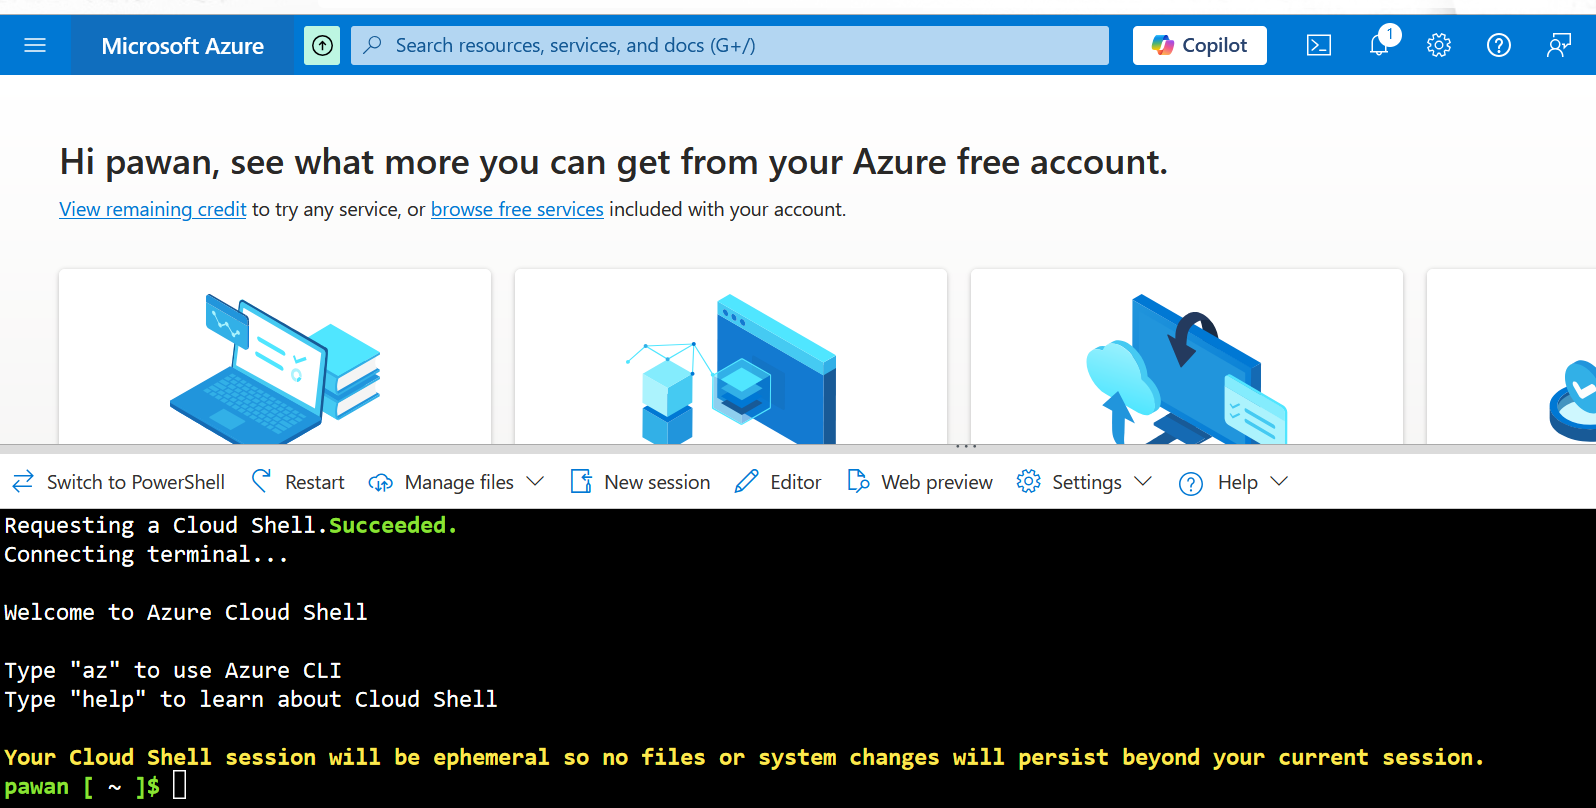 Microsoft Azure
Search resources, services, and docs (G+/)
Copilot
1
Hi pawan, see what more you can get from your Azure free account.
View remaining credit to try any service, or browse free services included with your account.
Switch to PowerShell
Restart
Manage files
New session
Editor
Web preview
Settings
Help
Requesting a Cloud Shell.Succeeded.
Connecting terminal...
Welcome to Azure Cloud Shell
Type "az" to use Azure CLI
Type "help" to learn about Cloud Shell
Your Cloud Shell session will be ephemeral so no files or system changes will persist beyond your current session.
pawan [ ~ ]$